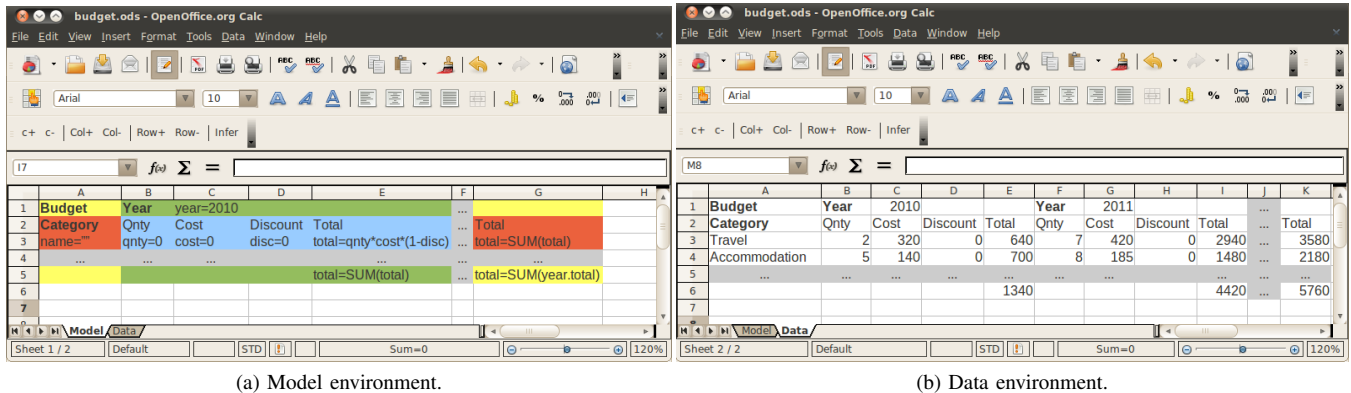 budget.ods - OpenOffice.org Calc
File Edit View Insert Format Tools Data Window Help
Arial 10
c+ c- Col+ Col- Row+ Row- Infer
I7 f(x) Σ =
A B C D E F G H
1 Budget Year year=2010 ...
2 Category Qnty Cost Discount Total ... Total
3 name="" qnty=0 cost=0 disc=0 total=qnty*cost*(1-disc) ... total=SUM(total)
4 ... ... ... ... ... ...
5 total=SUM(total) ... total=SUM(year.total)
6
7
Model Data
Sheet 1 / 2 Default STD Sum=0 120%
(a) Model environment.
budget.ods - OpenOffice.org Calc
File Edit View Insert Format Tools Data Window Help
Arial 10
c+ c- Col+ Col- Row+ Row- Infer
M8 f(x) Σ =
A B C D E F G H I J K
1 Budget Year 2010 Year 2011 ...
2 Category Qnty Cost Discount Total Qnty Cost Discount Total ... Total
3 Travel 2 320 0 640 7 420 0 2940 ... 3580
4 Accommodation 5 140 0 700 8 185 0 1480 ... 2180
5 ... ... ... ... ... ... ... ... ...
6 1340 4420 ... 5760
7
Model Data
Sheet 2 / 2 Default STD Sum=0 120%
(b) Data environment.